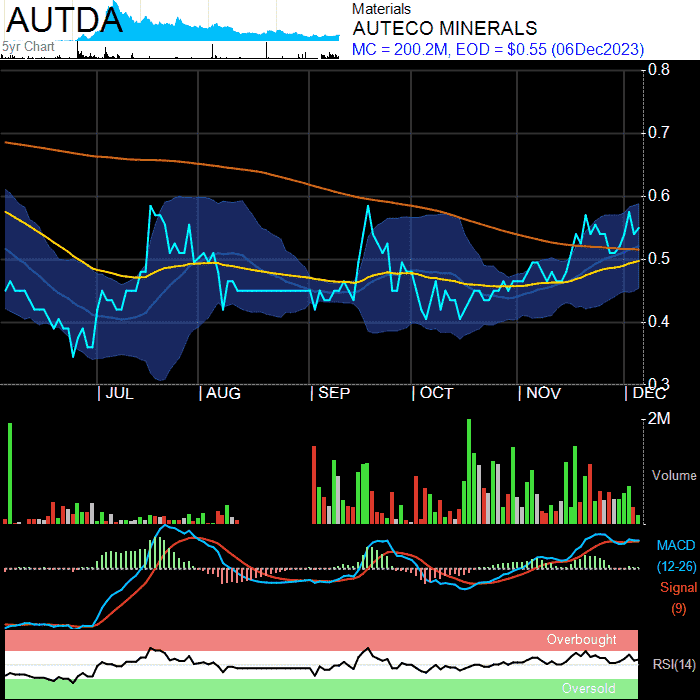 AUTDA
5yr Chart
Materials
AUTECO MINERALS
MC = 200.2M, EOD = $0.55 (06Dec2023)
0.8
0.7
0.6
0.5
0.4
0.3
JUL AUG SEP OCT NOV DEC
2M
Volume
MACD
(12-26)
Signal
(9)
Overbought
RSI(14)
Oversold